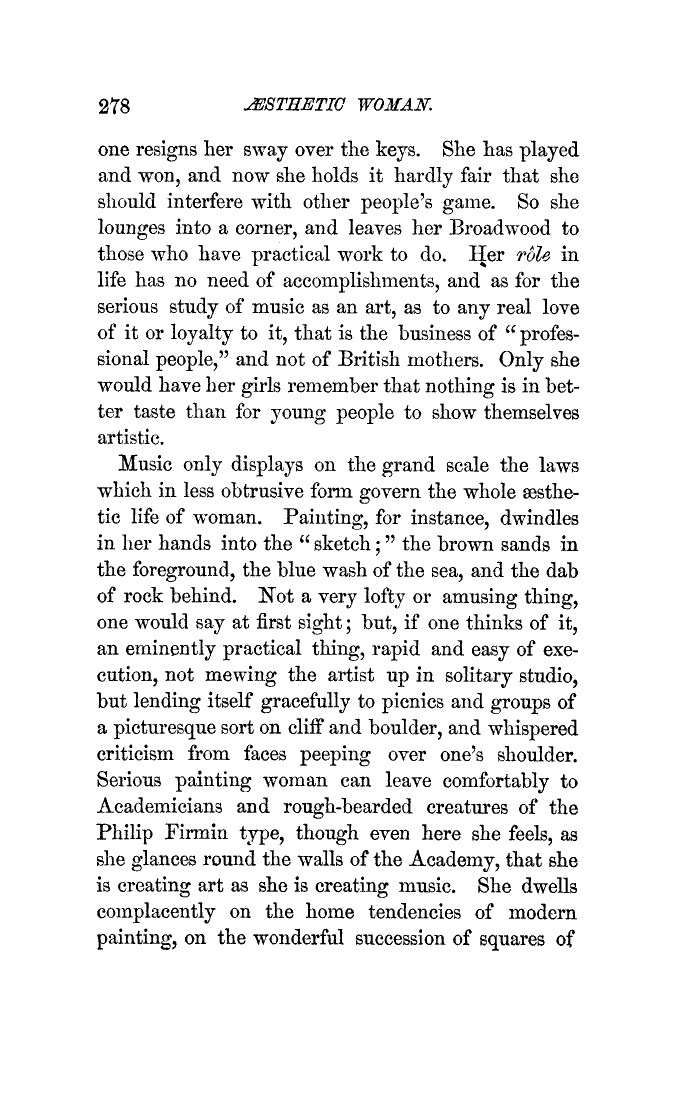 278 ÆSTHETIC WOMAN.
one resigns her sway over the keys. She has played
and won, and now she holds it hardly fair that she
should interfere with other people's game. So she
lounges into a corner, and leaves her Broadwood to
those who have practical work to do. Her rôle in
life has no need of accomplishments, and as for the
serious study of music as an art, as to any real love
of it or loyalty to it, that is the business of "profes-
sional people," and not of British mothers. Only she
would have her girls remember that nothing is in bet-
ter taste than for young people to show themselves
artistic.
Music only displays on the grand scale the laws
which in less obtrusive form govern the whole æsthe-
tic life of woman. Painting, for instance, dwindles
in her hands into the "sketch;" the brown sands in
the foreground, the blue wash of the sea, and the dab
of rock behind. Not a very lofty or amusing thing,
one would say at first sight; but, if one thinks of it,
an eminently practical thing, rapid and easy of exe-
cution, not mewing the artist up in solitary studio,
but lending itself gracefully to picnics and groups of
a picturesque sort on cliff and boulder, and whispered
criticism from faces peeping over one's shoulder.
Serious painting woman can leave comfortably to
Academicians and rough-bearded creatures of the
Philip Firmin type, though even here she feels, as
she glances round the walls of the Academy, that she
is creating art as she is creating music. She dwells
complacently on the home tendencies of modern
painting, on the wonderful succession of squares of